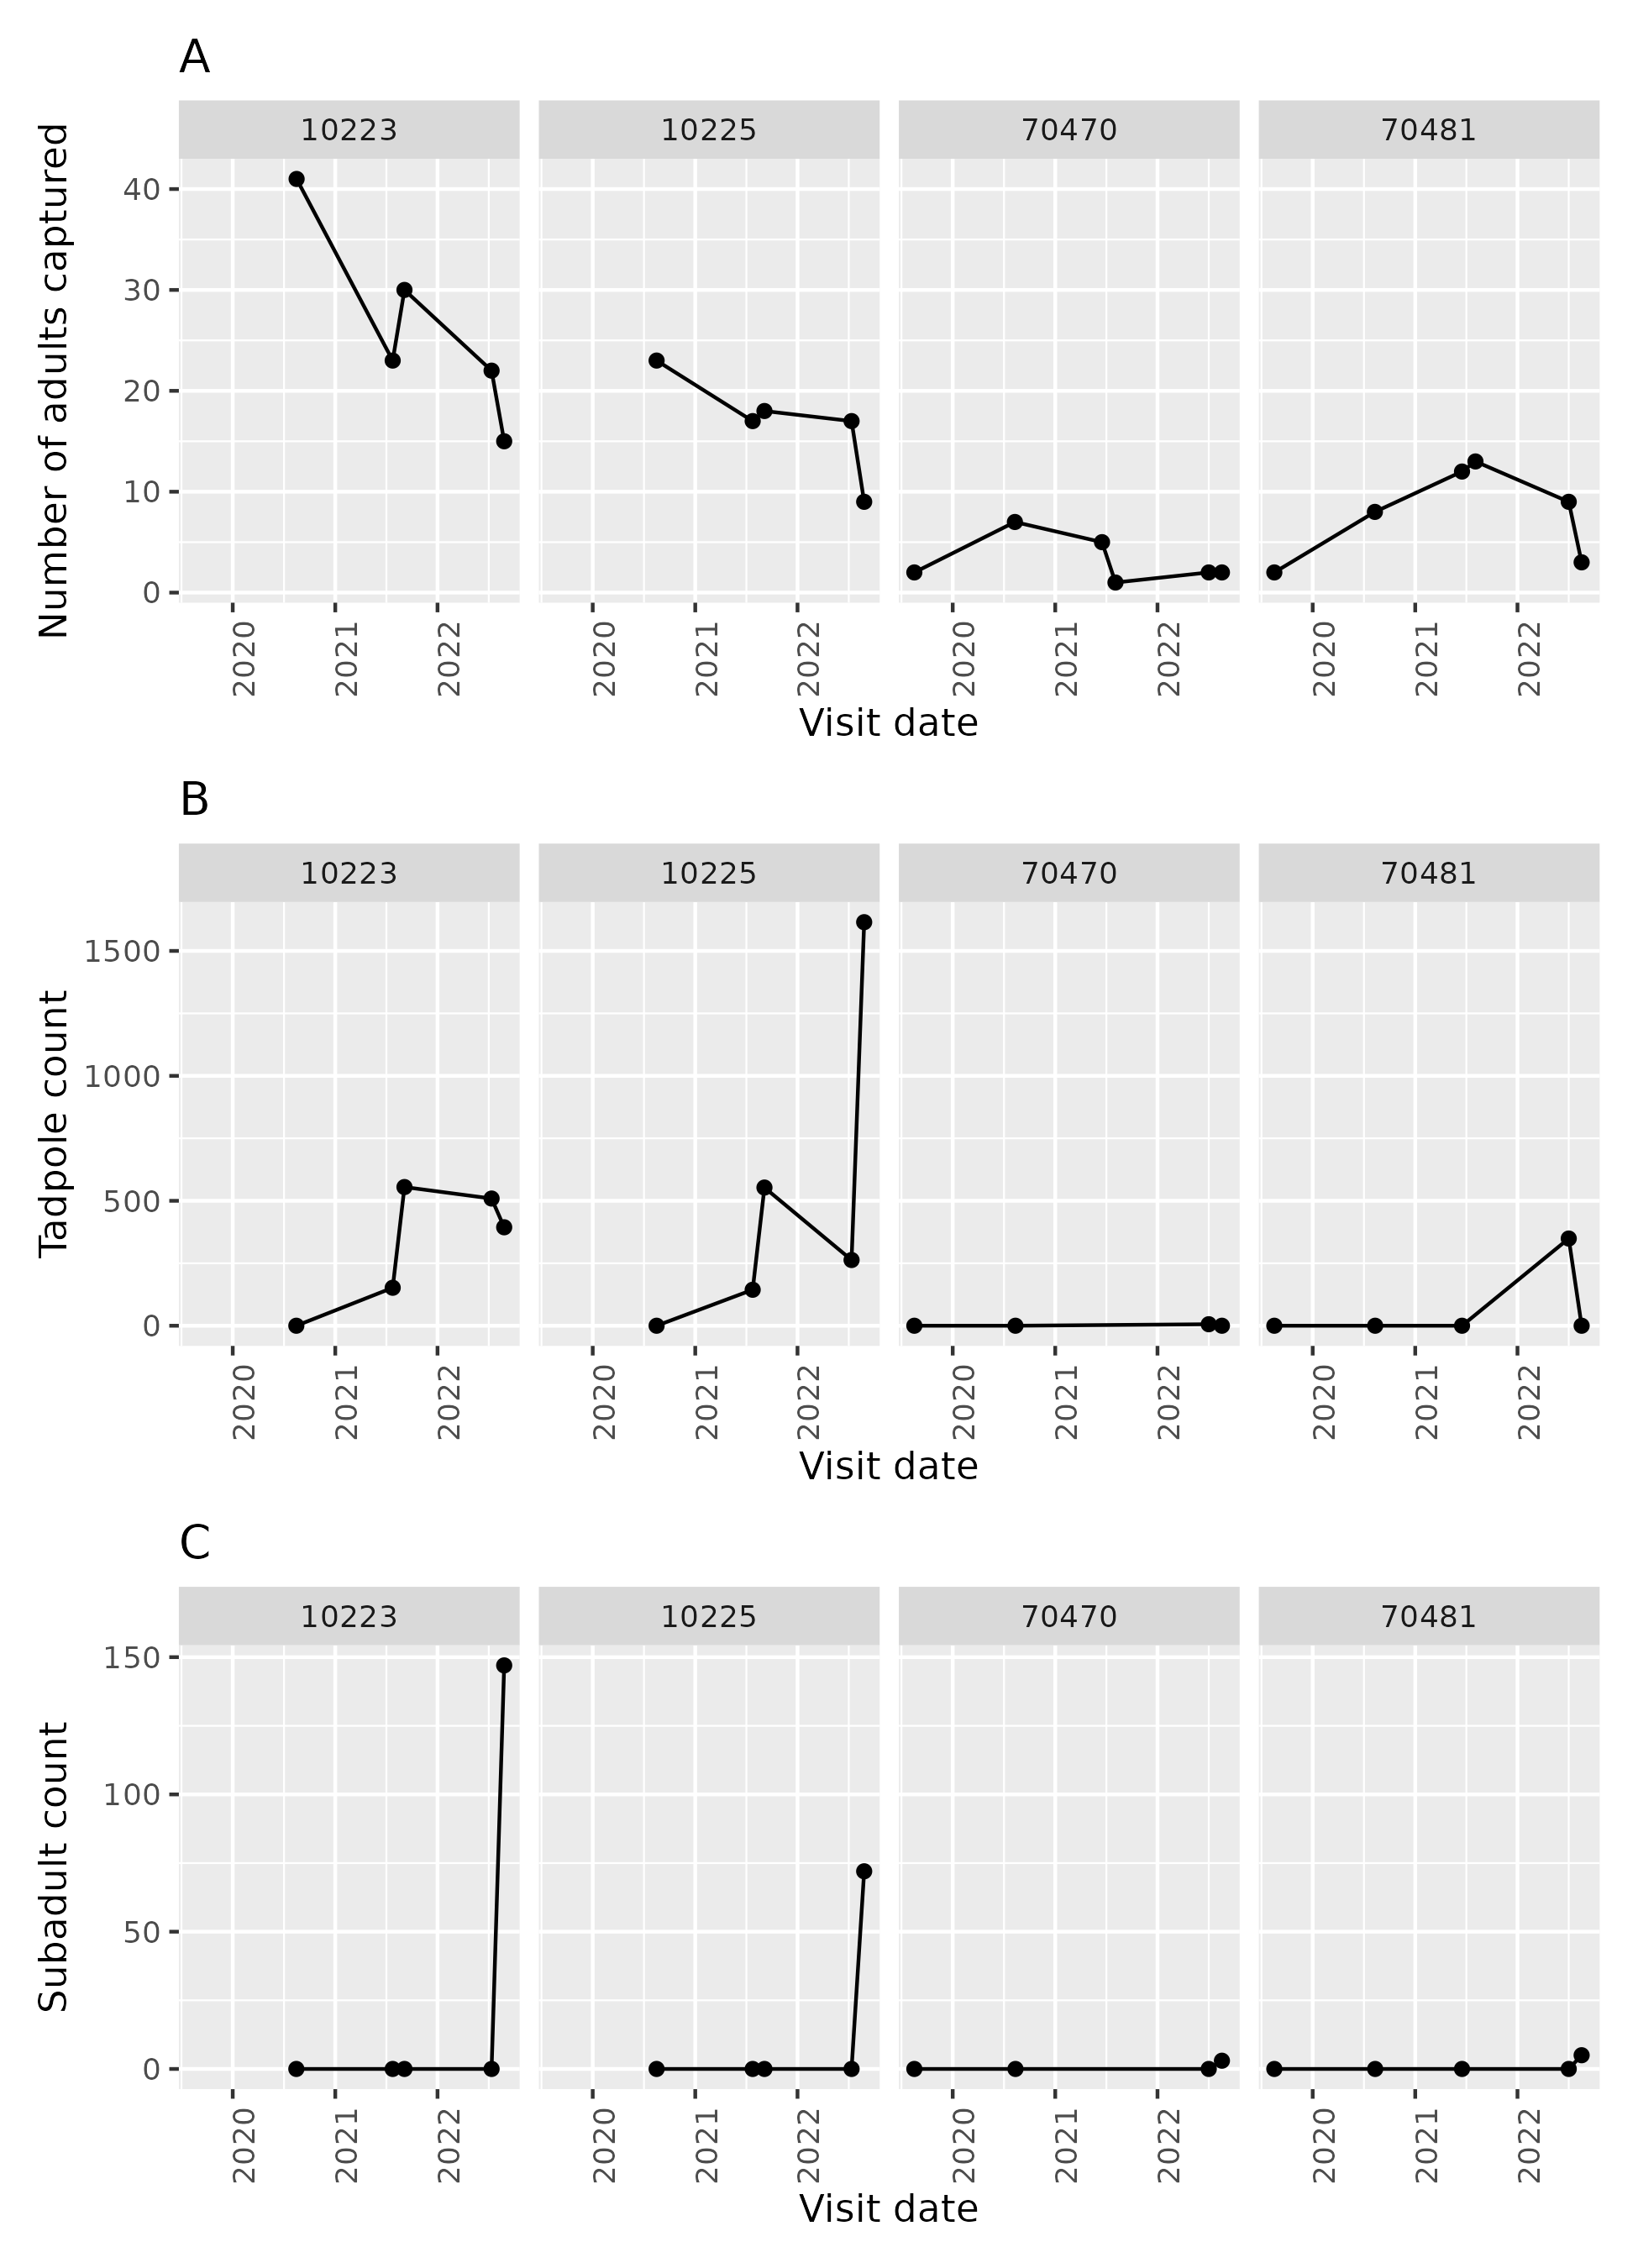 A
10223 10225 70470 70481
Number of adults captured
40
30
20
10
0
2020 2021 2022 2020 2021 2022 2020 2021 2022 2020 2021 2022
Visit date
B
10223 10225 70470 70481
Tadpole count
1500
1000
500
0
2020 2021 2022 2020 2021 2022 2020 2021 2022 2020 2021 2022
Visit date
C
10223 10225 70470 70481
Subadult count
150
100
50
0
2020 2021 2022 2020 2021 2022 2020 2021 2022 2020 2021 2022
Visit date